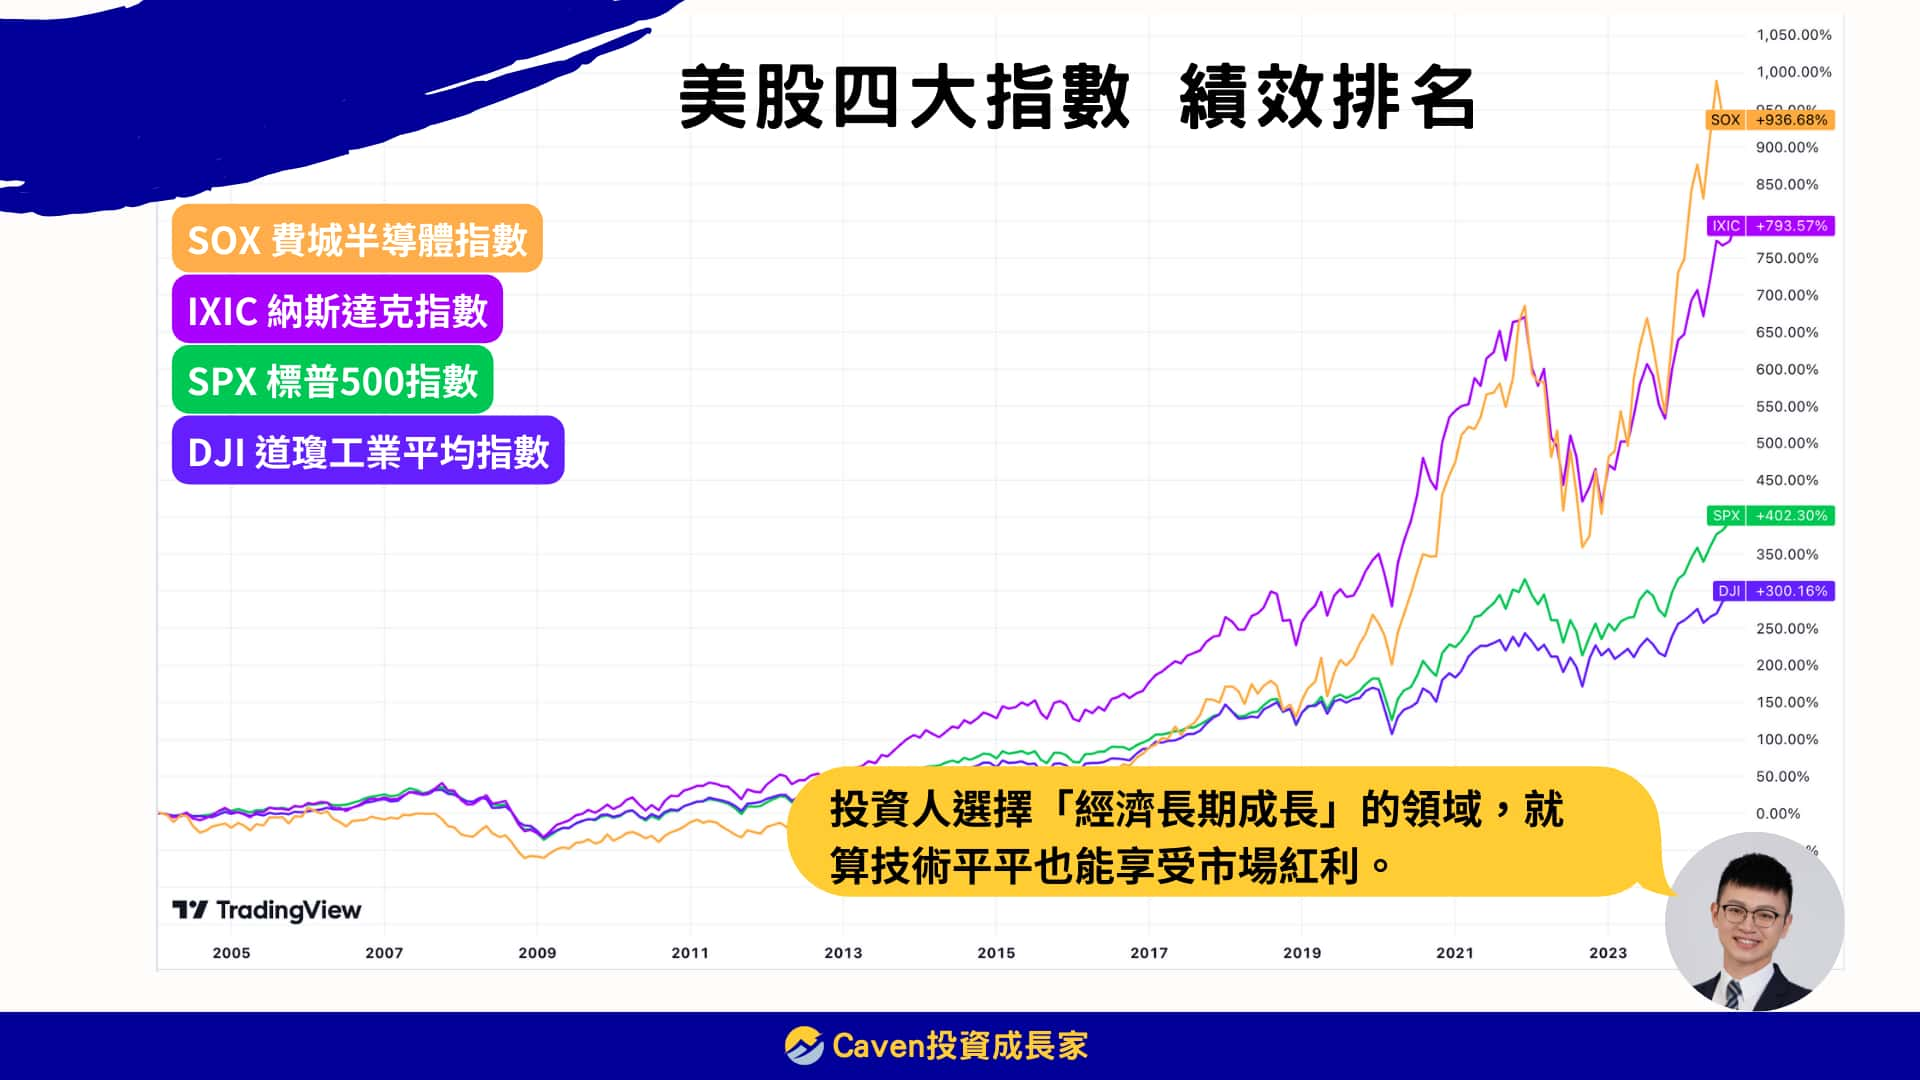 美股四大指數 績效排名
SOX 費城半導體指數
IXIC 納斯達克指數
SPX 標普500指數
DJI 道瓊工業平均指數
1,050.00%
1,000.00%
950.00%
SOX +936.68%
900.00%
850.00%
IXIC +793.57%
750.00%
700.00%
650.00%
600.00%
550.00%
500.00%
450.00%
SPX +402.30%
350.00%
DJI +300.16%
250.00%
200.00%
150.00%
100.00%
50.00%
0.00%
投資人選擇「經濟長期成長」的領域，就
算技術平平也能享受市場紅利。
TradingView
2005 2007 2009 2011 2013 2015 2017 2019 2021 2023
Caven投資成長家